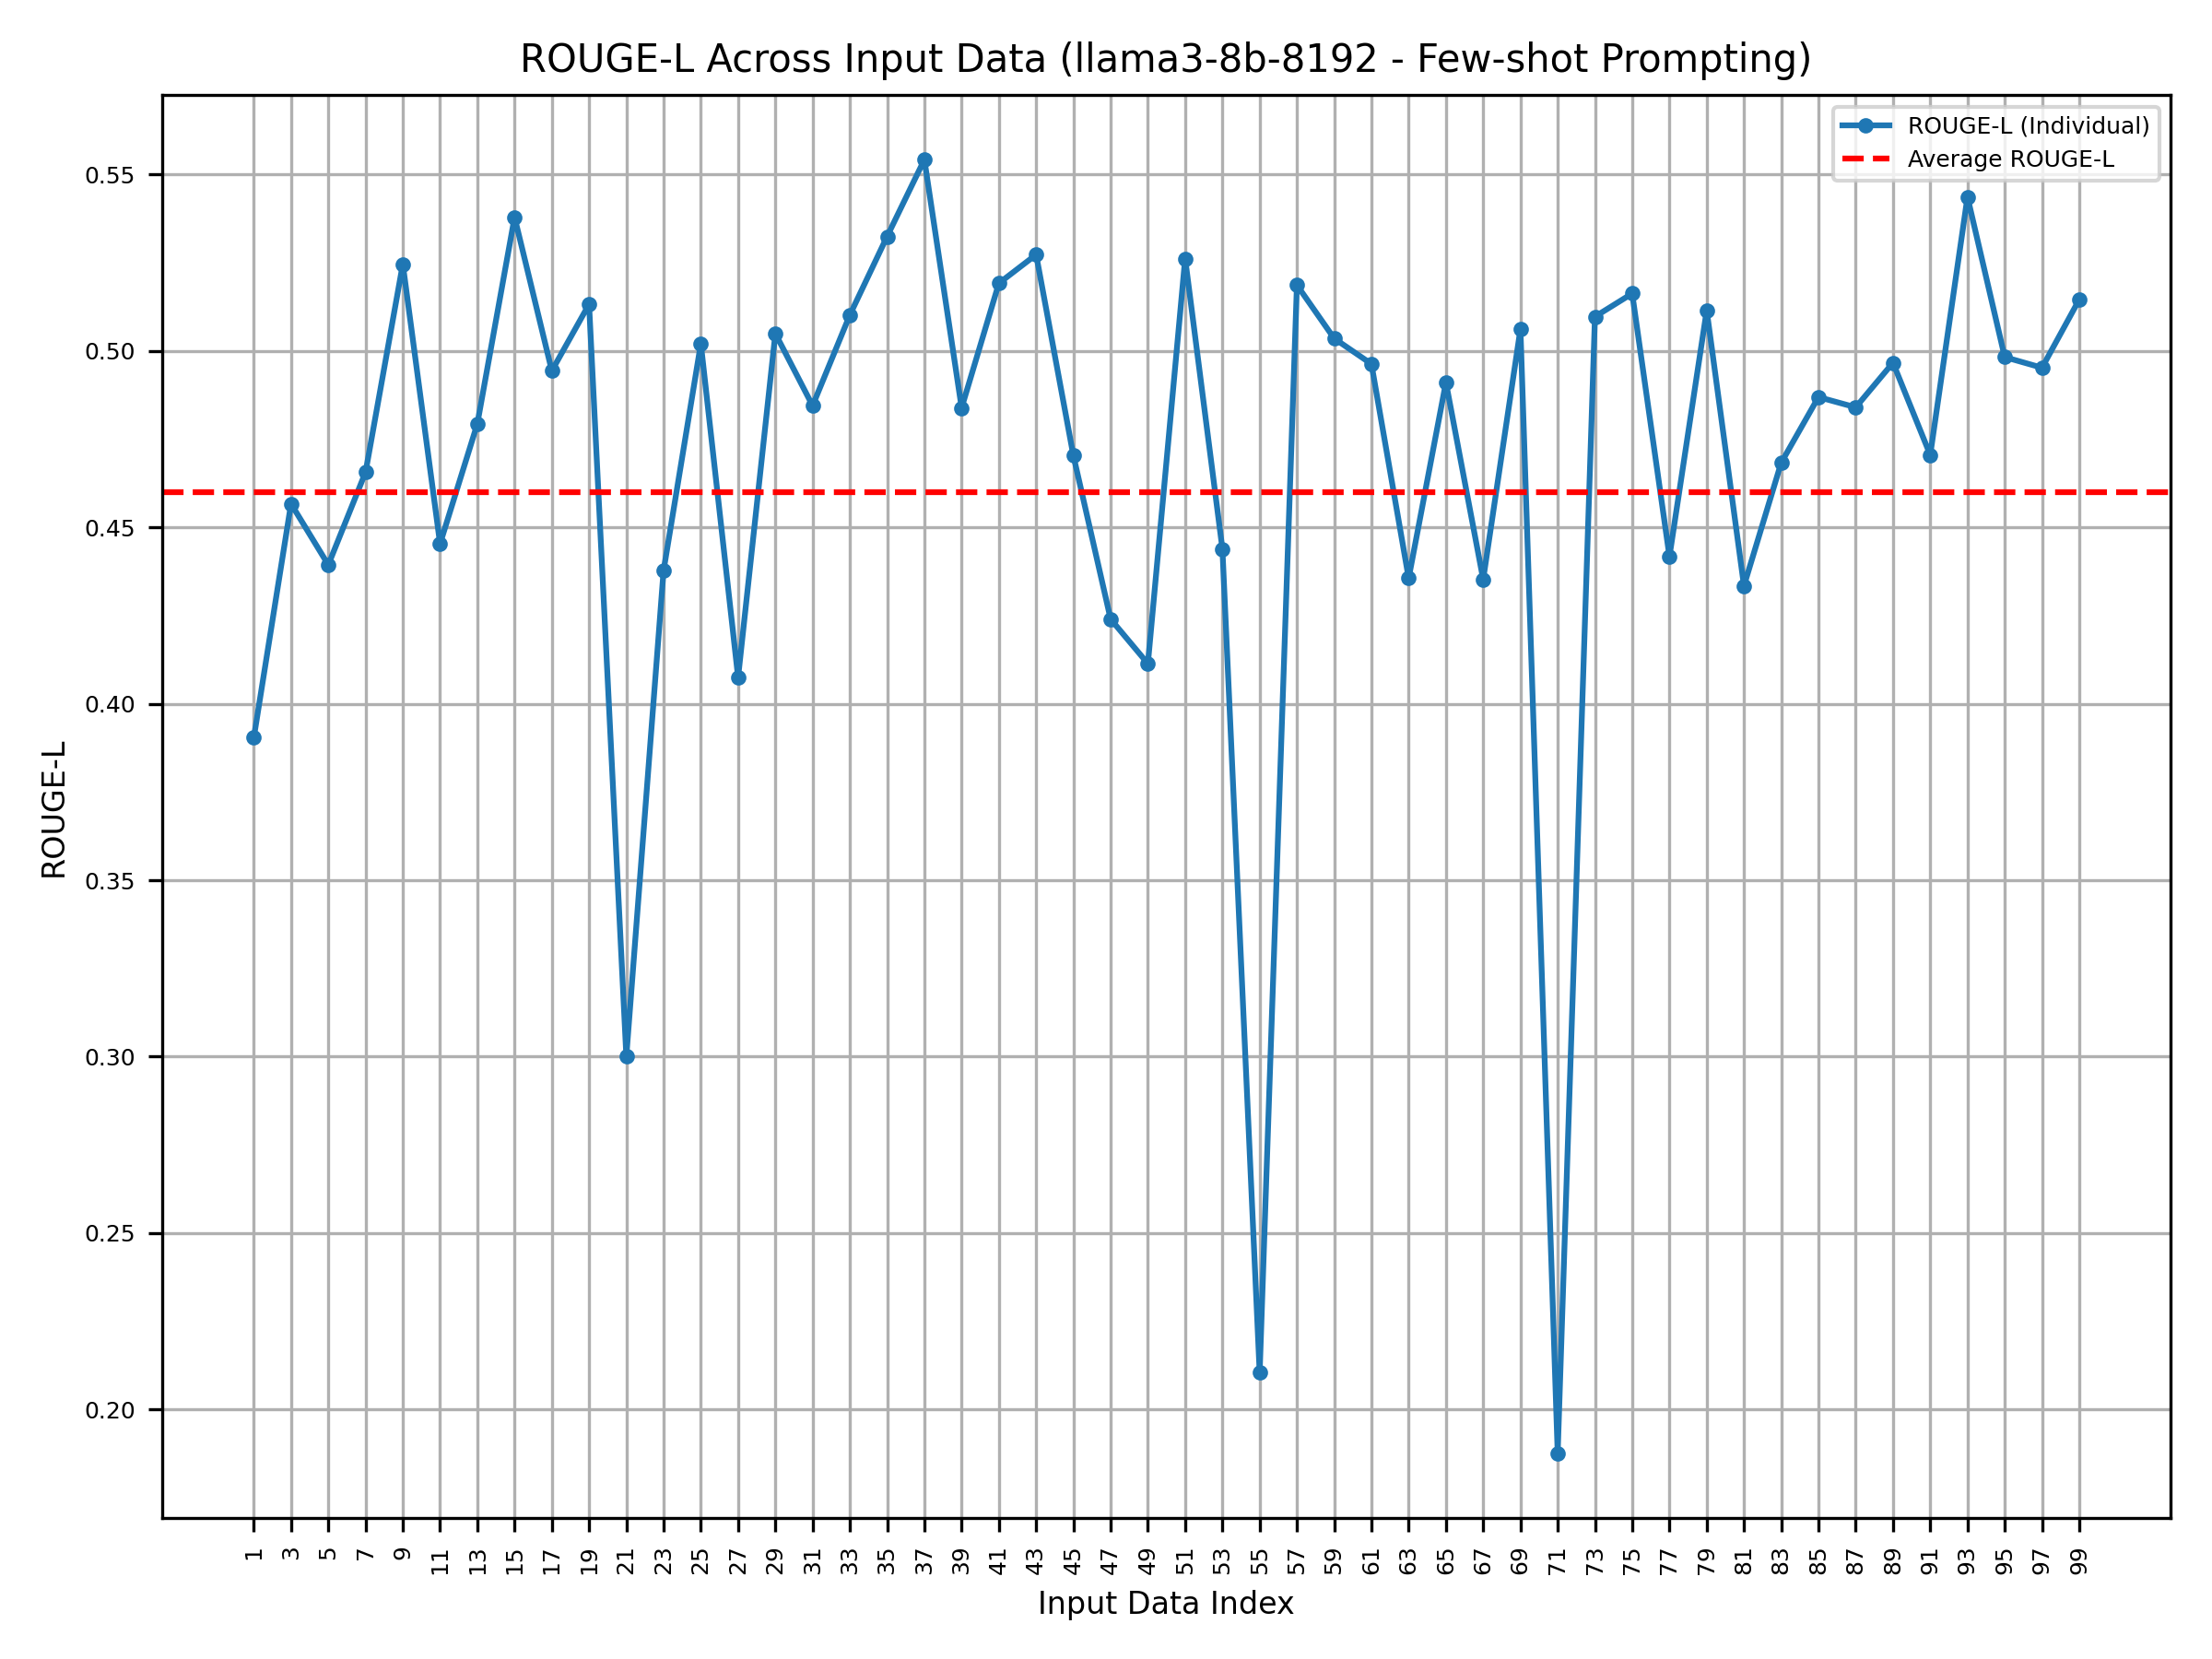 ROUGE-L Across Input Data (llama3-8b-8192 - Few-shot Prompting)
ROUGE-L (Individual)
Average ROUGE-L
0.55
0.50
0.45
0.40
0.35
0.30
0.25
0.20
ROUGE-L
1 3 5 7 9 11 13 15 17 19 21 23 25 27 29 31 33 35 37 39 41 43 45 47 49 51 53 55 57 59 61 63 65 67 69 71 73 75 77 79 81 83 85 87 89 91 93 95 97 99
Input Data Index